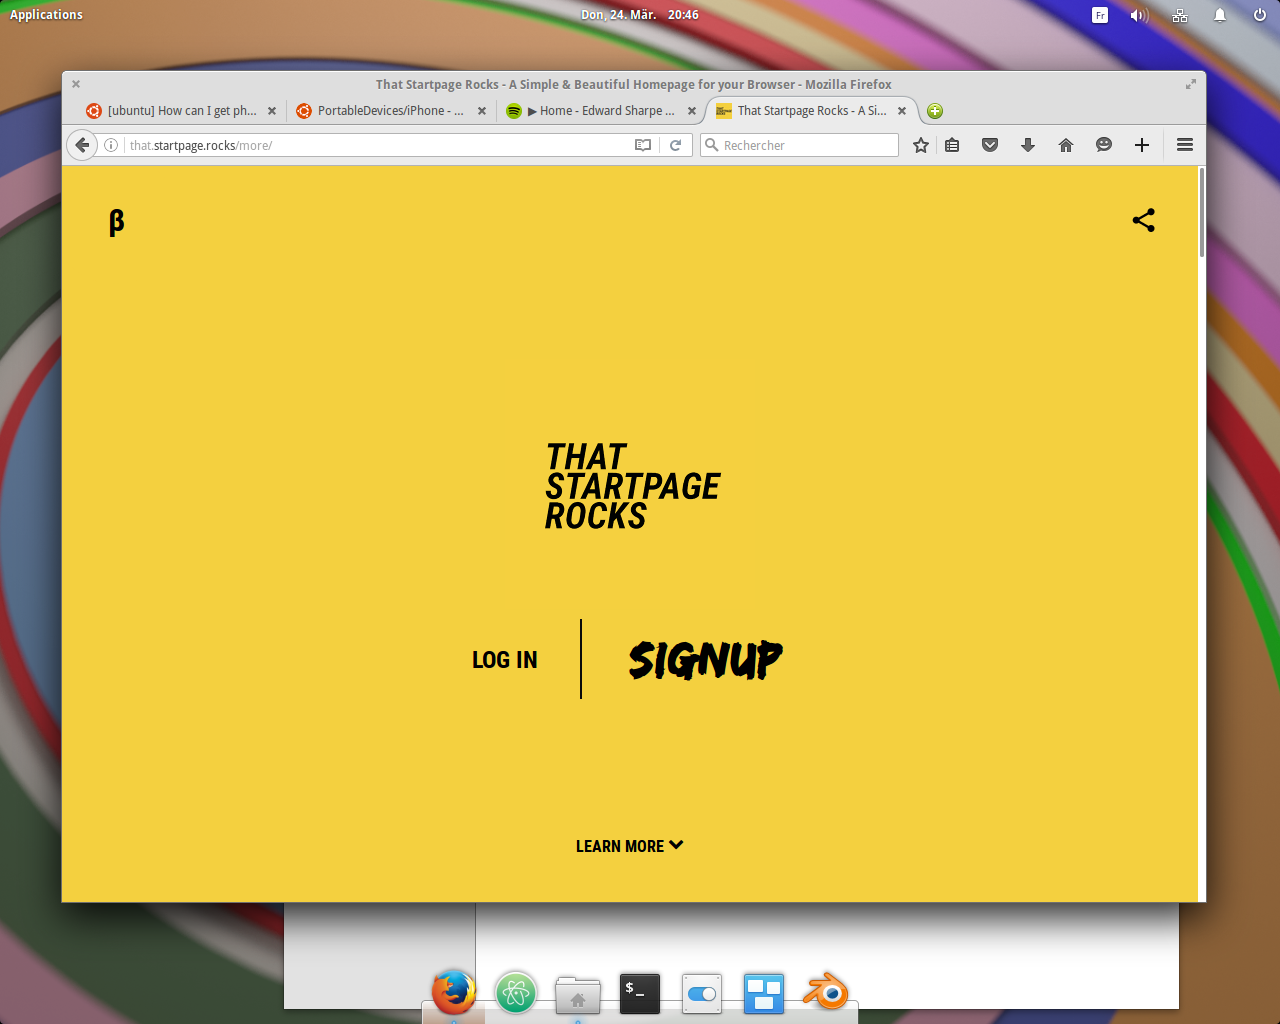 Applications
Don, 24. Mär. 20:46
Fr
That Startpage Rocks - A Simple & Beautiful Homepage for your Browser - Mozilla Firefox
[ubuntu] How can I get ph...
PortableDevices/iPhone - ...
▶ Home - Edward Sharpe ...
That Startpage Rocks - A Si...
that.startpage.rocks/more/
Rechercher
β
THAT
STARTPAGE
ROCKS
LOG IN
SIGNUP
LEARN MORE
$_